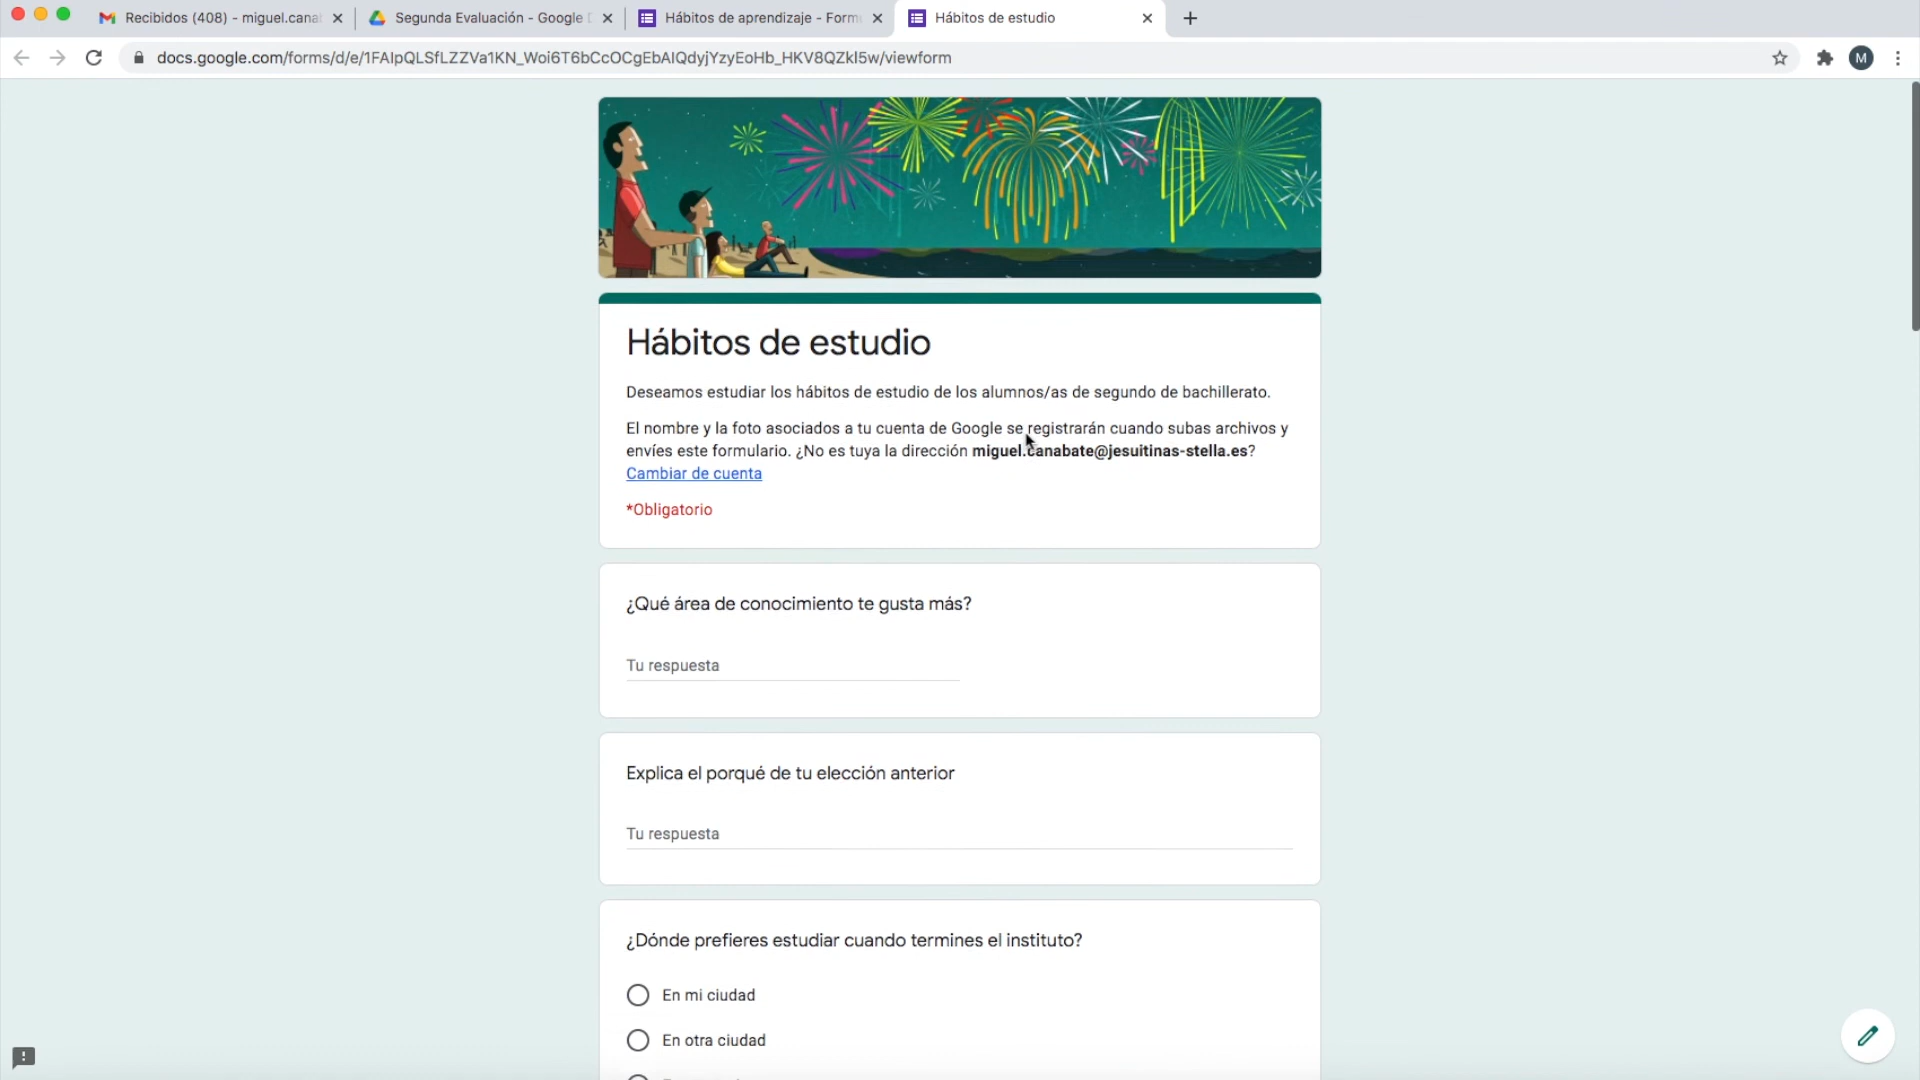 Recibidos (408) - miguel.cana
Segunda Evaluación - Google D
Hábitos de aprendizaje - Form
Hábitos de estudio
docs.google.com/forms/d/e/1FAIpQLSfLZZVa1KN_Woi6T6bCcOCgEbAIQdyjYzyEoHb_HKV8QZkl5w/viewform
M
Hábitos de estudio
Deseamos estudiar los hábitos de estudio de los alumnos/as de segundo de bachillerato.
El nombre y la foto asociados a tu cuenta de Google se registrarán cuando subas archivos y
envíes este formulario. ¿No es tuya la dirección miguel.canabate@jesuitinas-stella.es?
Cambiar de cuenta
*Obligatorio
¿Qué área de conocimiento te gusta más?
Tu respuesta
Explica el porqué de tu elección anterior
Tu respuesta
¿Dónde prefieres estudiar cuando termines el instituto?
En mi ciudad
En otra ciudad